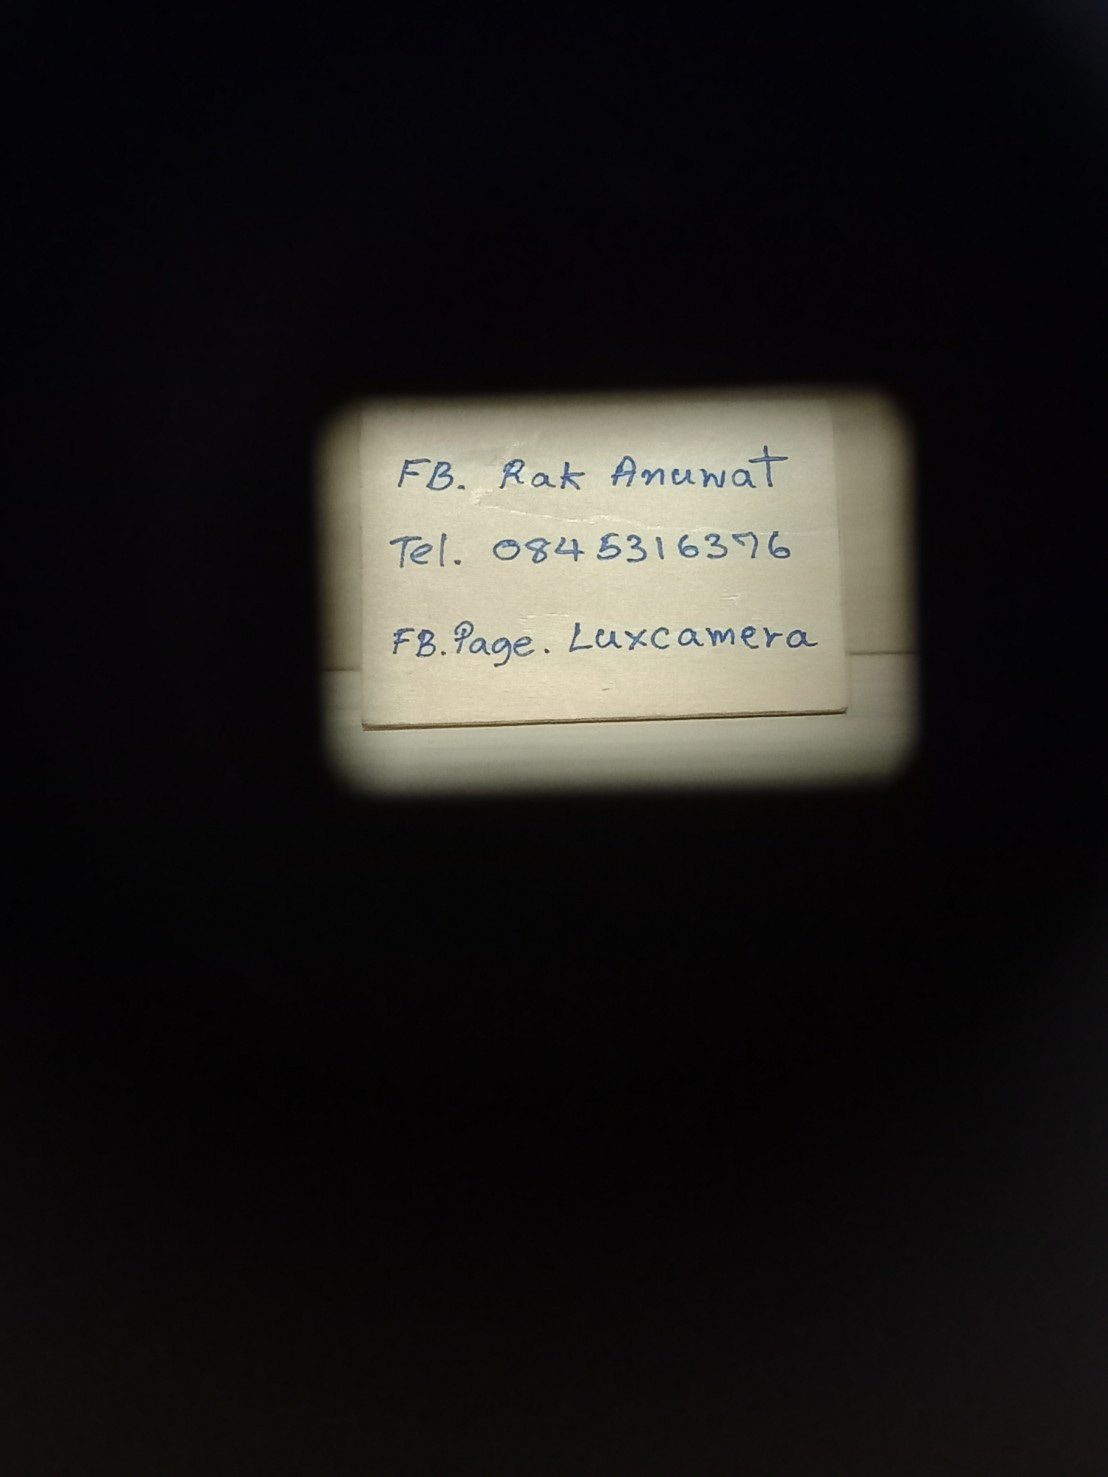 FB. Rak Anuwat
Tel. 0845316376
FB.Page. Luxcamera